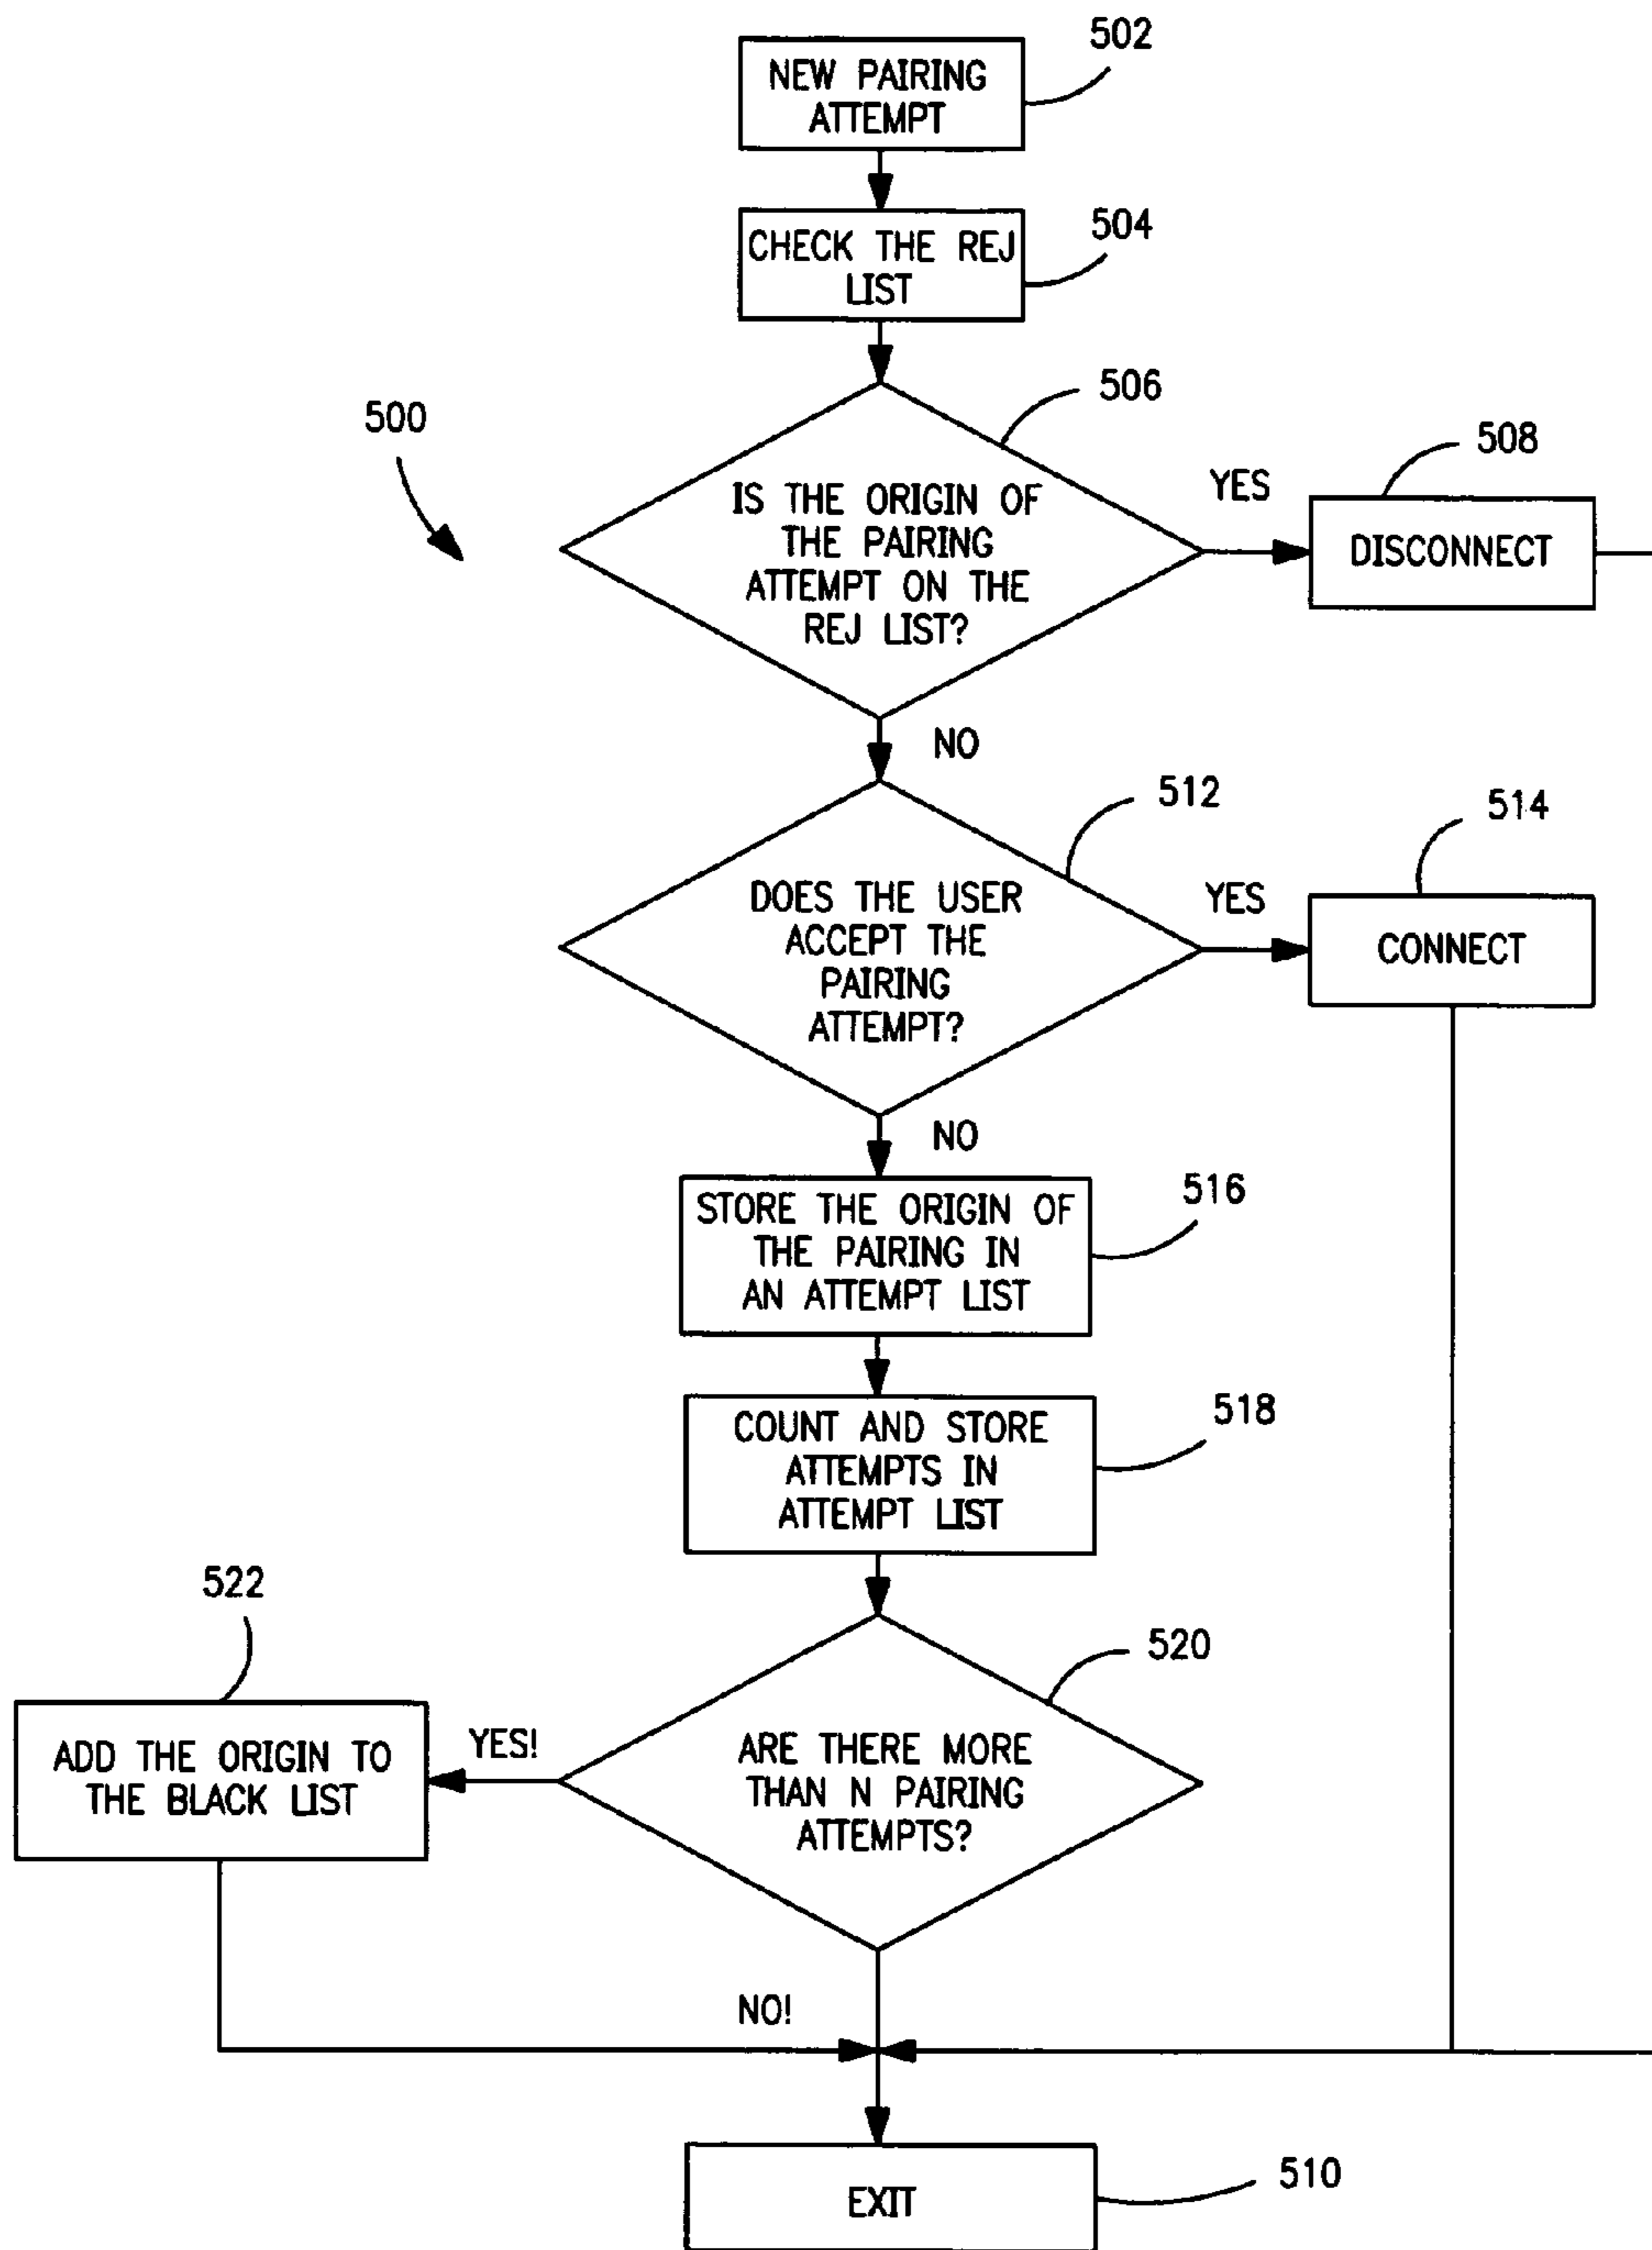 502
NEW PAIRING
ATTEMPT
504
CHECK THE REJ
LIST
506
500
IS THE ORIGIN OF
THE PAIRING
ATTEMPT ON THE
REJ LIST?
YES
508
DISCONNECT
NO
512
DOES THE USER
ACCEPT THE
PAIRING
ATTEMPT?
YES
514
CONNECT
NO
516
STORE THE ORIGIN OF
THE PAIRING IN
AN ATTEMPT LIST
518
COUNT AND STORE
ATTEMPTS IN
ATTEMPT LIST
522
520
ADD THE ORIGIN TO
THE BLACK LIST
YES!
ARE THERE MORE
THAN N PAIRING
ATTEMPTS?
NO!
510
EXIT